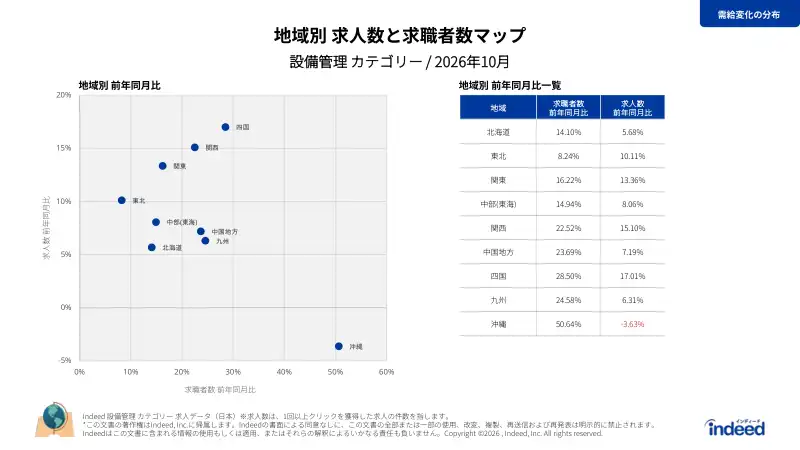 需給変化の分布
地域別 求人数と求職者数マップ
設備管理 カテゴリー / 2026年10月
地域別 前年同月比
20%
15%
10%
5%
0%
-5%
0%
10%
20%
30%
40%
50%
60%
求人数 前年同月比
求職者数 前年同月比
四国
関西
関東
東北
中部(東海)
中国地方
九州
北海道
沖縄
地域別 前年同月比一覧
地域 求職者数 前年同月比 求人数 前年同月比
北海道 14.10% 5.68%
東北 8.24% 10.11%
関東 16.22% 13.36%
中部(東海) 14.94% 8.06%
関西 22.52% 15.10%
中国地方 23.69% 7.19%
四国 28.50% 17.01%
九州 24.58% 6.31%
沖縄 50.64% -3.63%
Indeed 設備管理 カテゴリー 求人データ（日本）※求人数は、1回以上クリックを獲得した求人の件数を指します。
*この文書の著作権はIndeed, Inc.に帰属します。Indeedの書面による同意なしに、この文書の全部または一部の使用、改変、複製、再送信および再発表は明示的に禁止されます。
Indeedはこの文書に含まれる情報の使用もしくは適用、またはそれらの解釈によるいかなる責任も負いません。Copyright ©2026 , Indeed, Inc. All rights reserved.
インディード
indeed